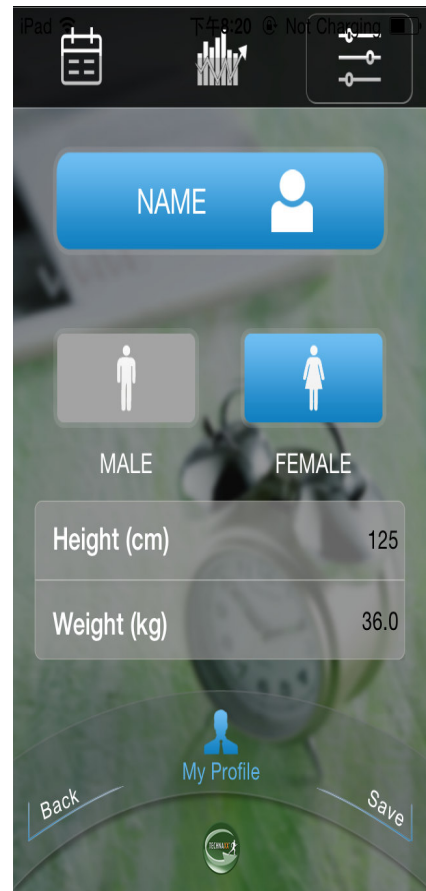 iPad 下午8:20 Not Charging
NAME
MALE FEMALE
Height (cm) 125
Weight (kg) 36.0
My Profile
Back Save
TECHNAXX